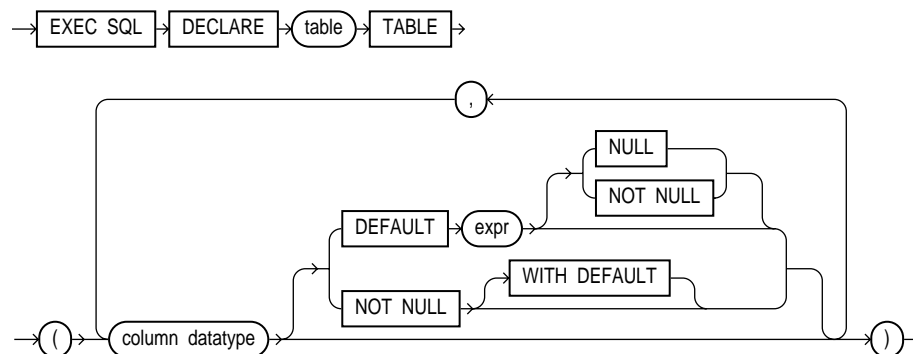 EXEC SQL DECLARE table TABLE
,
NULL
NOT NULL
DEFAULT expr
WITH DEFAULT
NOT NULL
( column datatype )